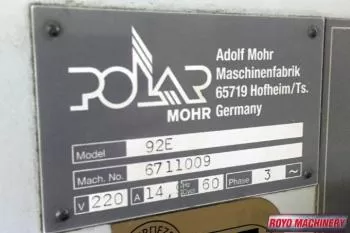 POLAR
MOHR
Adolf Mohr
Maschinenfabrik
65719 Hofheim/Ts.
Germany
Model 92E
Mach. No. 6711009
V 220 A 14, 60 Phase 3 ~
ROYO MACHINERY